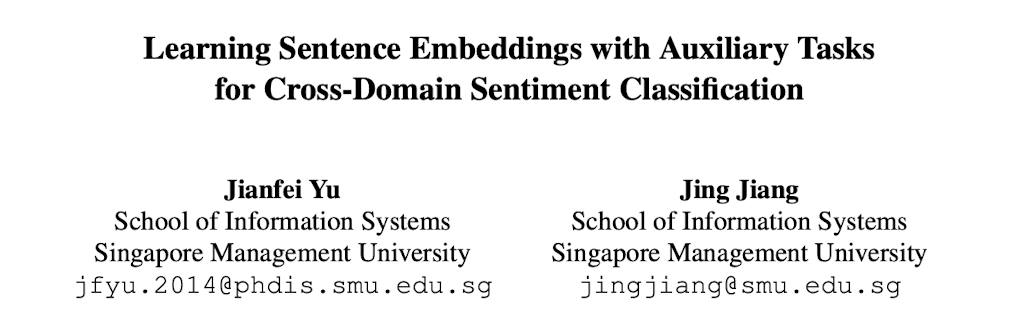 Learning Sentence Embeddings with Auxiliary Tasks
for Cross-Domain Sentiment Classification
Jianfei Yu
School of Information Systems
Singapore Management University
jfyu.2014@phdis.smu.edu.sg
Jing Jiang
School of Information Systems
Singapore Management University
jingjiang@smu.edu.sg